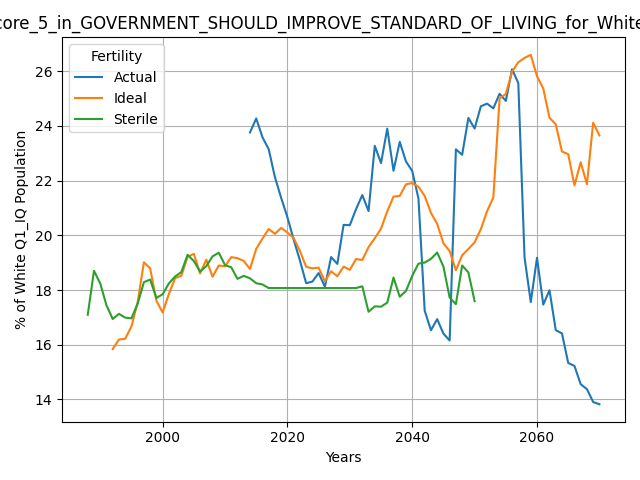 core_5_in_GOVERNMENT_SHOULD_IMPROVE_STANDARD_OF_LIVING_for_White
Fertility
Actual
Ideal
Sterile
26
24
22
20
18
16
14
% of White Q1_IQ Population
2000
2020
2040
2060
Years